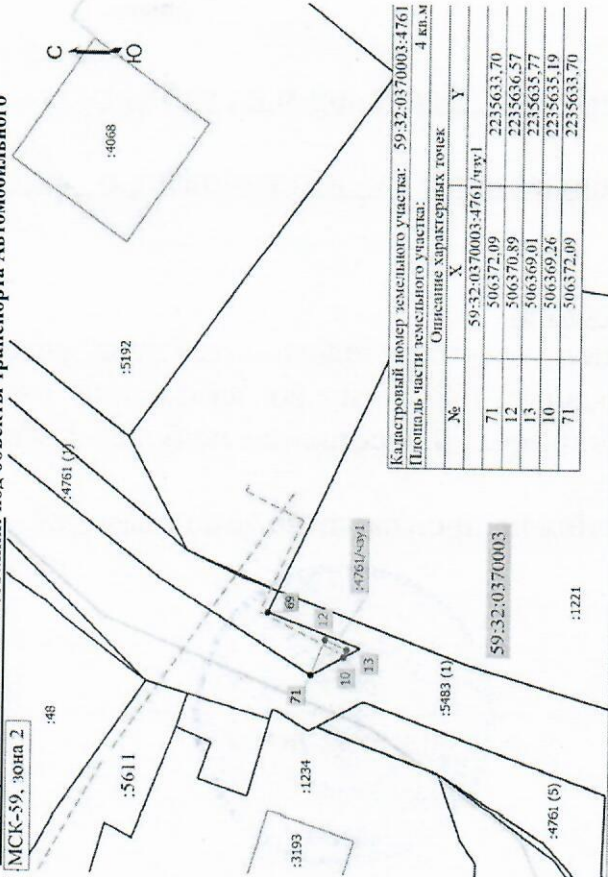 под объекты транспорта Автомобильного
МСК-59, зона 2
С
Ю
:48
:4761 (1)
:4068
:5192
:5611
:1234
:3193
69
12
71
10
13
:4761/чзу1
:5483 (1)
59:32:0370003
:1221
:4761 (5)
Кадастровый номер земельного участка: 59:32:0370003:4761
Площадь части земельного участка: 4 кв.м
Описание характерных точек
№ X Y
59:32:0370003:4761/чзу1
71 506372,09 2235633,70
12 506370,89 2235636,57
13 506369,01 2235635,77
10 506369,26 2235635,19
71 506372,09 2235633,70